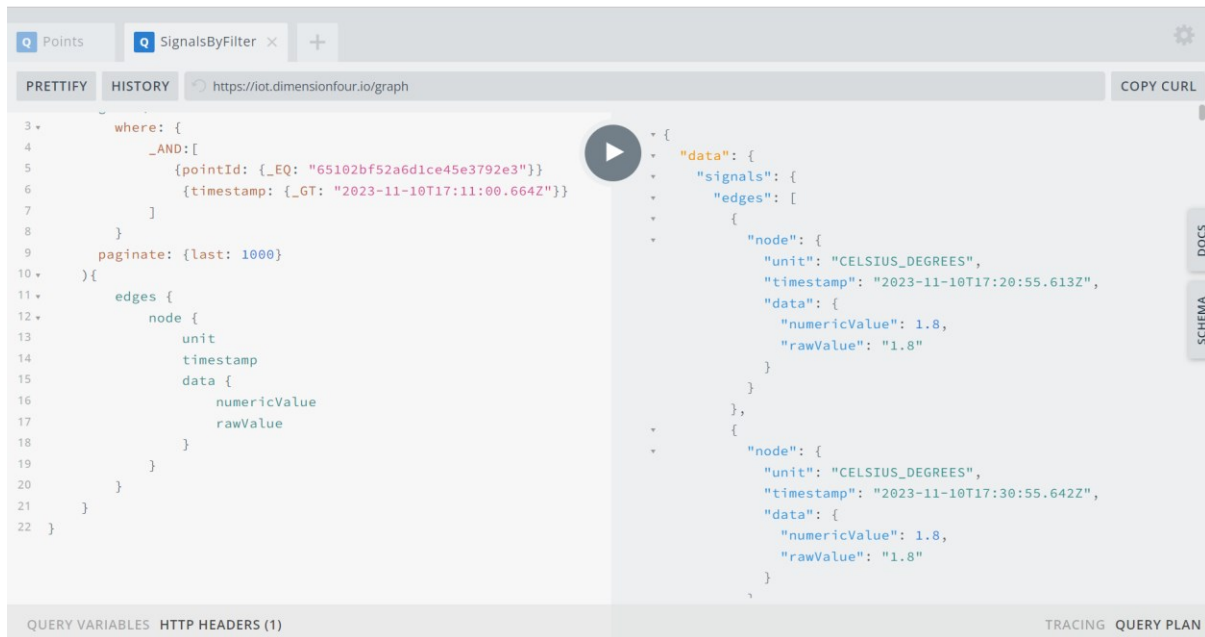 Points
SignalsByFilter
PRETTIFY HISTORY https://iot.dimensionfour.io/graph COPY CURL
3 where: {
4 _AND:[
5 {pointId: {_EQ: "65102bf52a6d1ce45e3792e3"}}
6 {timestamp: {_GT: "2023-11-10T17:11:00.664Z"}}
7 ]
8 }
9 paginate: {last: 1000}
10 ){
11 edges {
12 node {
13 unit
14 timestamp
15 data {
16 numericValue
17 rawValue
18 }
19 }
20 }
21 }
22 }
{
"data": {
"signals": {
"edges": [
{
"node": {
"unit": "CELSIUS_DEGREES",
"timestamp": "2023-11-10T17:20:55.613Z",
"data": {
"numericValue": 1.8,
"rawValue": "1.8"
}
}
},
{
"node": {
"unit": "CELSIUS_DEGREES",
"timestamp": "2023-11-10T17:30:55.642Z",
"data": {
"numericValue": 1.8,
"rawValue": "1.8"
}
DOCS
SCHEMA
QUERY VARIABLES HTTP HEADERS (1)
TRACING QUERY PLAN